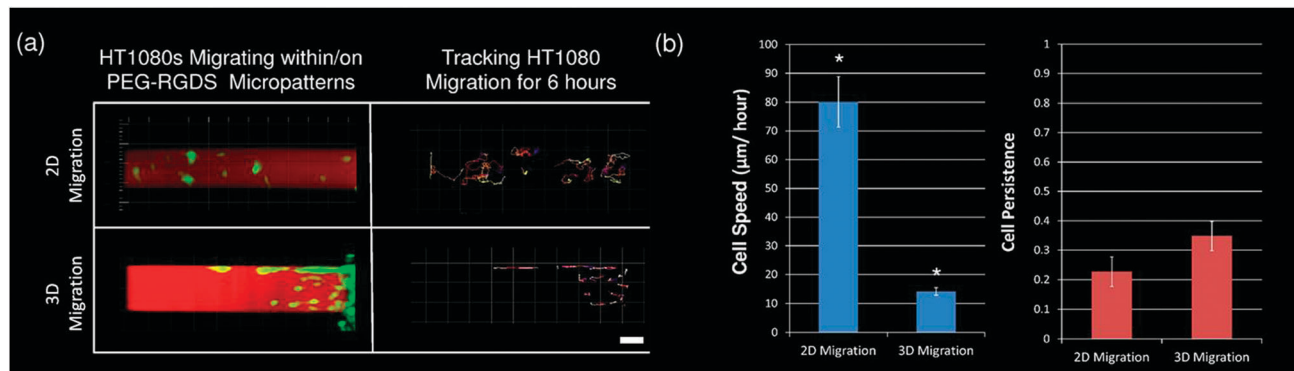 (a)
HT1080s Migrating within/on
PEG-RGDS Micropatterns
Tracking HT1080
Migration for 6 hours
2D
Migration
3D
Migration
(b)
Cell Speed (µm/ hour)
100
90
80
70
60
50
40
30
20
10
0
*
*
2D Migration
3D Migration
Cell Persistence
1
0.9
0.8
0.7
0.6
0.5
0.4
0.3
0.2
0.1
0
2D Migration
3D Migration